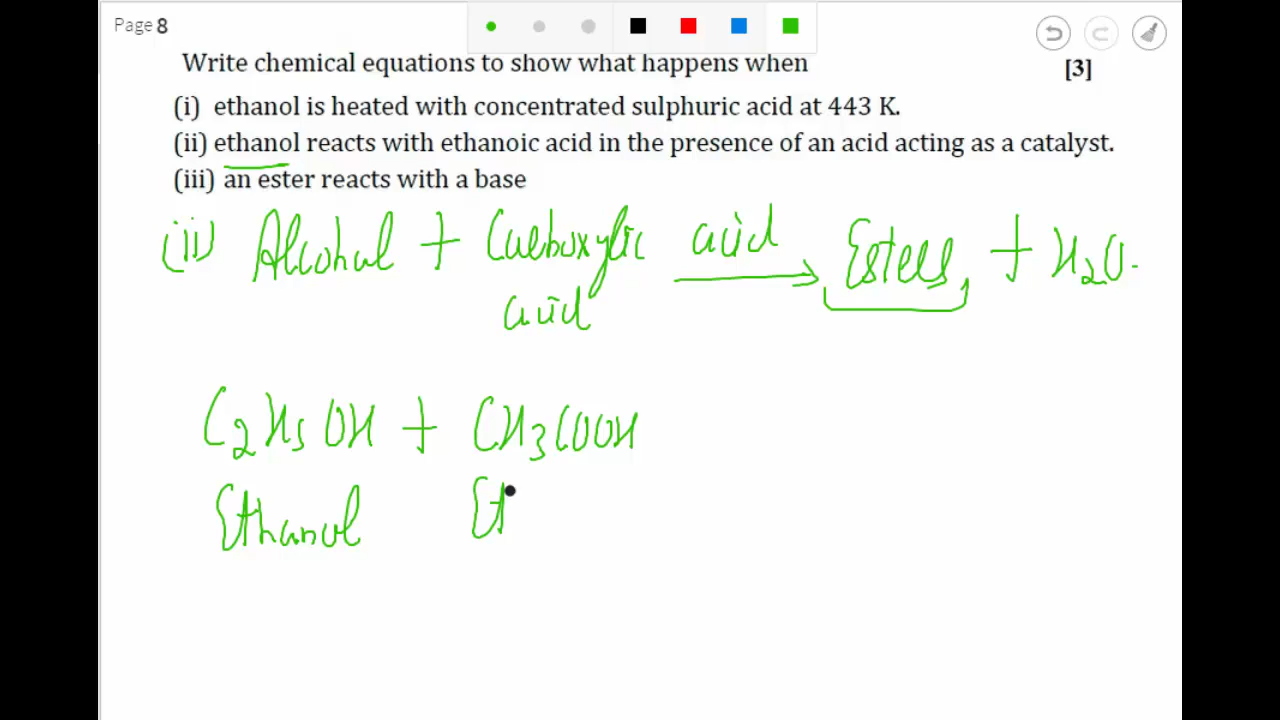 Page 8
Write chemical equations to show what happens when [3]
(i) ethanol is heated with concentrated sulphuric acid at 443 K.
(ii) ethanol reacts with ethanoic acid in the presence of an acid acting as a catalyst.
(iii) an ester reacts with a base
(ii) Alcohol + Carboxylic acid → Esters + H2O.
acid
C2H5OH + CH3COOH
Ethanol Et